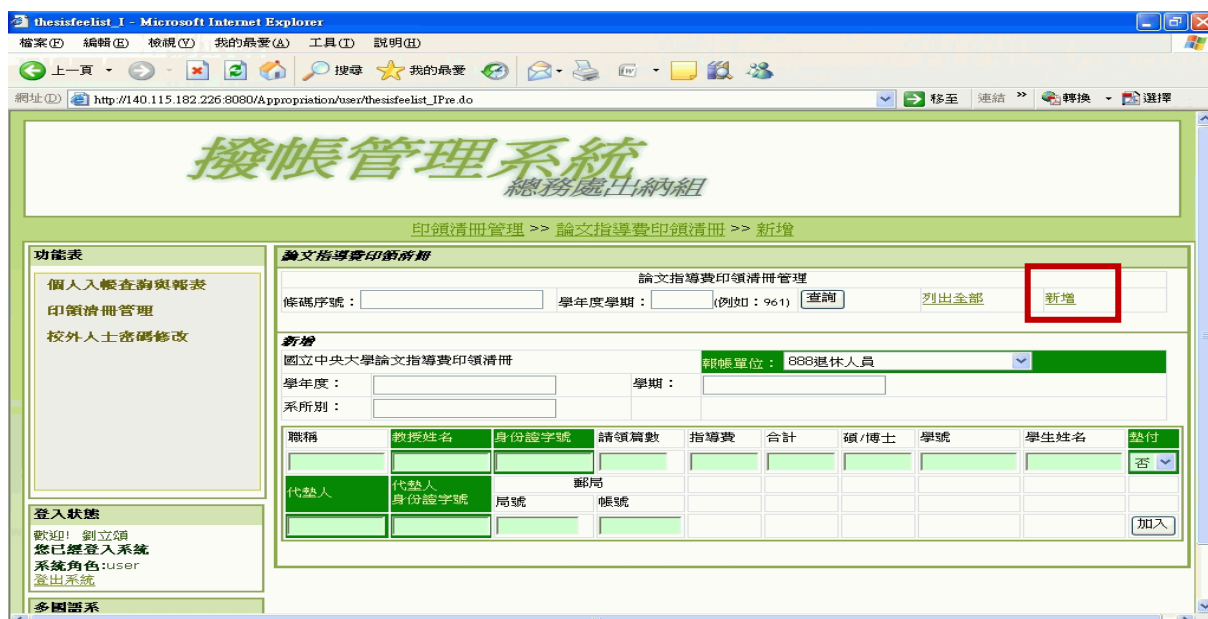 thesisfeelist_I - Microsoft Internet Explorer
檔案(F) 編輯(E) 檢視(V) 我的最愛(A) 工具(T) 說明(H)
上一頁 搜尋 我的最愛
網址(D) http://140.115.182.226:8080/Appropriation/user/thesisfeelist_IPre.do 移至 連結 » 轉換 選擇
撥帳管理系統
總務處出納組
印領清冊管理 >> 論文指導費印領清冊 >> 新增
功能表
個人入帳查詢與報表
印領清冊管理
校外人士密碼修改
登入狀態
歡迎! 劉立頌
您已經登入系統
系統角色:user
登出系統
多國語系
論文指導費印領清冊
論文指導費印領清冊管理
條碼序號： 學年度學期： (例如：961) 查詢 列出全部 新增
新增
國立中央大學論文指導費印領清冊 報帳單位： 888退休人員
學年度： 學期：
系所別：
職稱 教授姓名 身份證字號 請領篇數 指導費 合計 碩/博士 學號 學生姓名 墊付
否
代墊人 代墊人 郵局
身份證字號 局號 帳號
加入